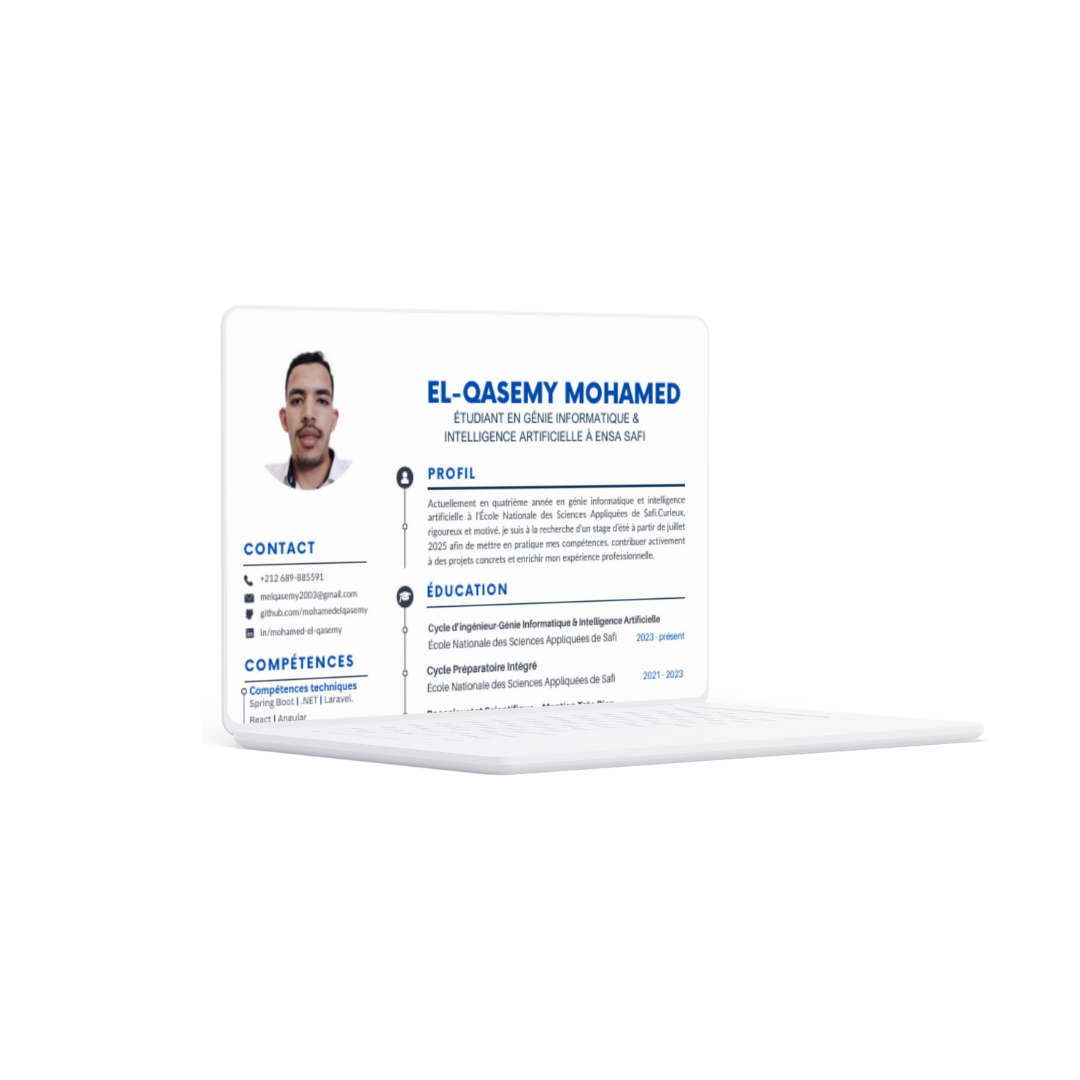 EL-QASEMY MOHAMED
ÉTUDIANT EN GÉNIE INFORMATIQUE &
INTELLIGENCE ARTIFICIELLE À ENSA SAFI
PROFIL
Actuellement en quatrième année en génie informatique et intelligence
artificielle à l'École Nationale des Sciences Appliquées de Safi.Curieux,
rigoureux et motivé, je suis à la recherche d'un stage d'été à partir de juillet
2025 afin de mettre en pratique mes compétences, contribuer activement
à des projets concrets et enrichir mon expérience professionnelle.
CONTACT
+212 689-885591
melqasemy2003@gmail.com
github.com/mohamedelqasemy
in/mohamed-el-qasemy
COMPÉTENCES
Compétences techniques
Spring Boot | .NET | Laravel.
React | Angular
ÉDUCATION
Cycle d'ingénieur-Génie Informatique & Intelligence Artificielle
École Nationale des Sciences Appliquées de Safi 2023 - présent
Cycle Préparatoire Intégré
École Nationale des Sciences Appliquées de Safi 2021 - 2023